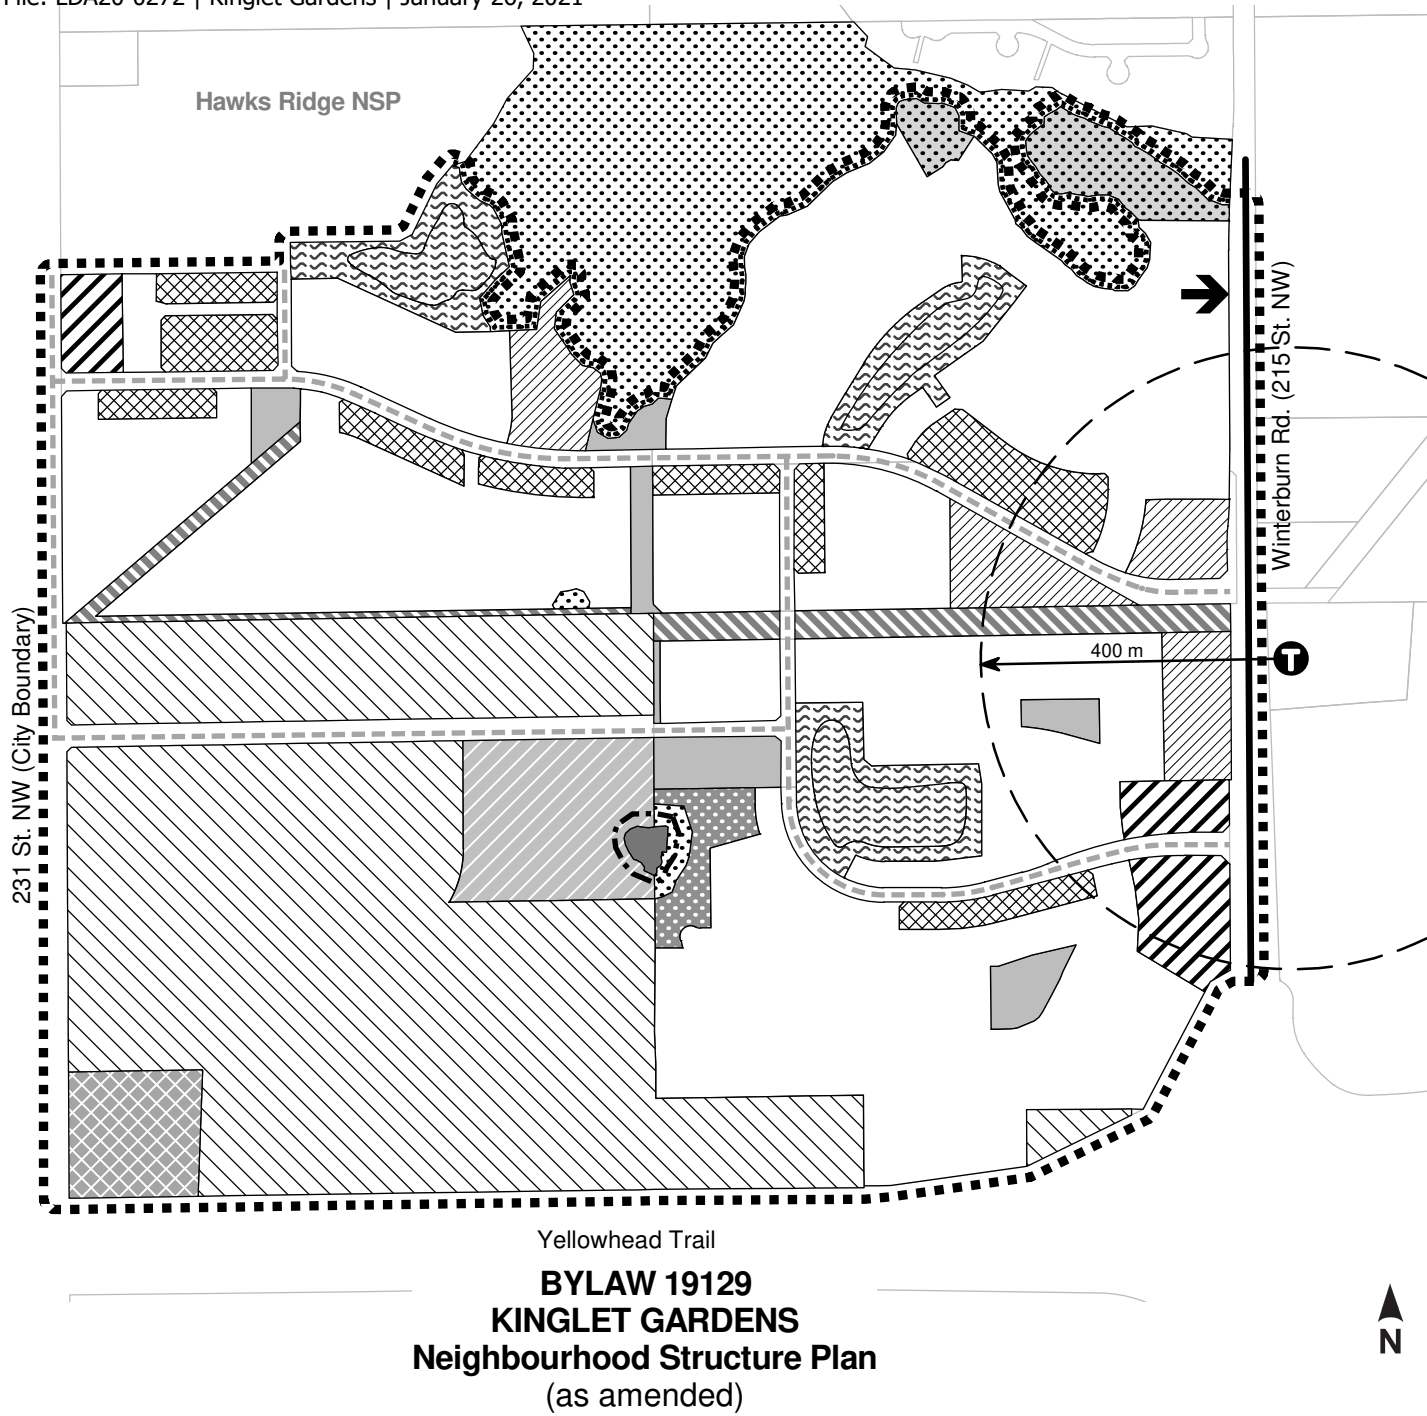 File: LDA20-0272 | Kinglet Gardens | January 26, 2021
Hawks Ridge NSP
Winterburn Rd. (215 St. NW)
400 m
T
231 St. NW (City Boundary)
Yellowhead Trail
BYLAW 19129
KINGLET GARDENS
Neighbourhood Structure Plan
(as amended)
N